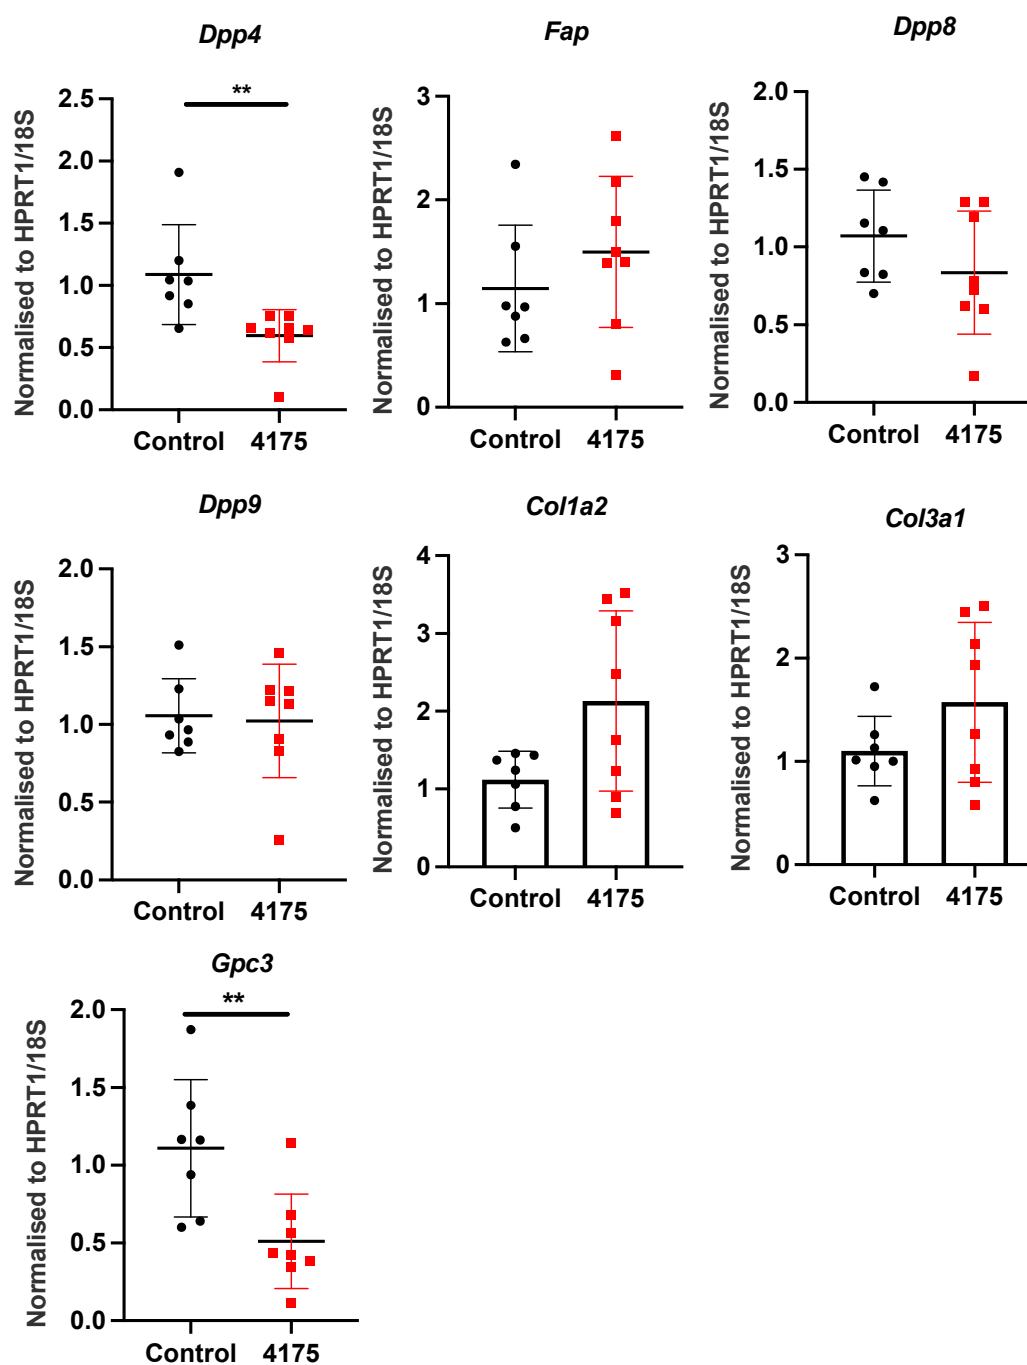 Dpp4
Normalised to HPRT1/18S
2.5
2.0
1.5
1.0
0.5
0.0
**
Control 4175
Fap
Normalised to HPRT1/18S
3
2
1
0
Control 4175
Dpp8
Normalised to HPRT1/18S
2.0
1.5
1.0
0.5
0.0
Control 4175
Dpp9
Normalised to HPRT1/18S
2.0
1.5
1.0
0.5
0.0
Control 4175
Col1a2
Normalised to HPRT1/18S
4
3
2
1
0
Control 4175
Col3a1
Normalised to HPRT1/18S
3
2
1
0
Control 4175
Gpc3
Normalised to HPRT1/18S
2.0
1.5
1.0
0.5
0.0
**
Control 4175